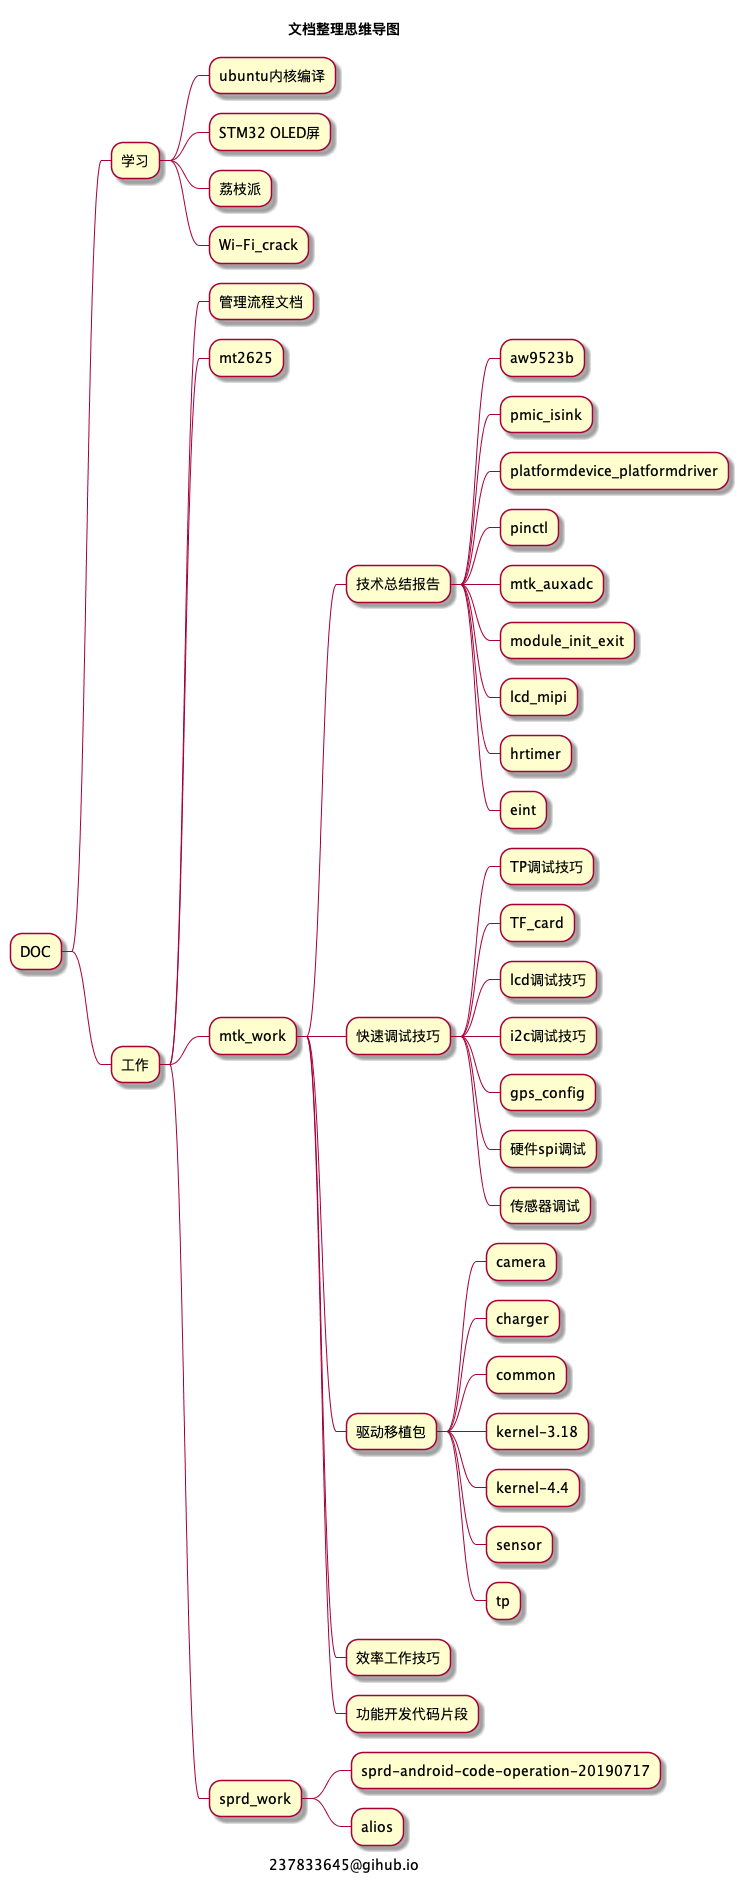 文档整理思维导图
DOC
学习
ubuntu内核编译
STM32 OLED屏
荔枝派
Wi-Fi_crack
工作
管理流程文档
mt2625
mtk_work
技术总结报告
aw9523b
pmic_isink
platformdevice_platformdriver
pinctl
mtk_auxadc
module_init_exit
lcd_mipi
hrtimer
eint
快速调试技巧
TP调试技巧
TF_card
lcd调试技巧
i2c调试技巧
gps_config
硬件spi调试
传感器调试
驱动移植包
camera
charger
common
kernel-3.18
kernel-4.4
sensor
tp
效率工作技巧
功能开发代码片段
sprd_work
sprd-android-code-operation-20190717
alios
237833645@gihub.io